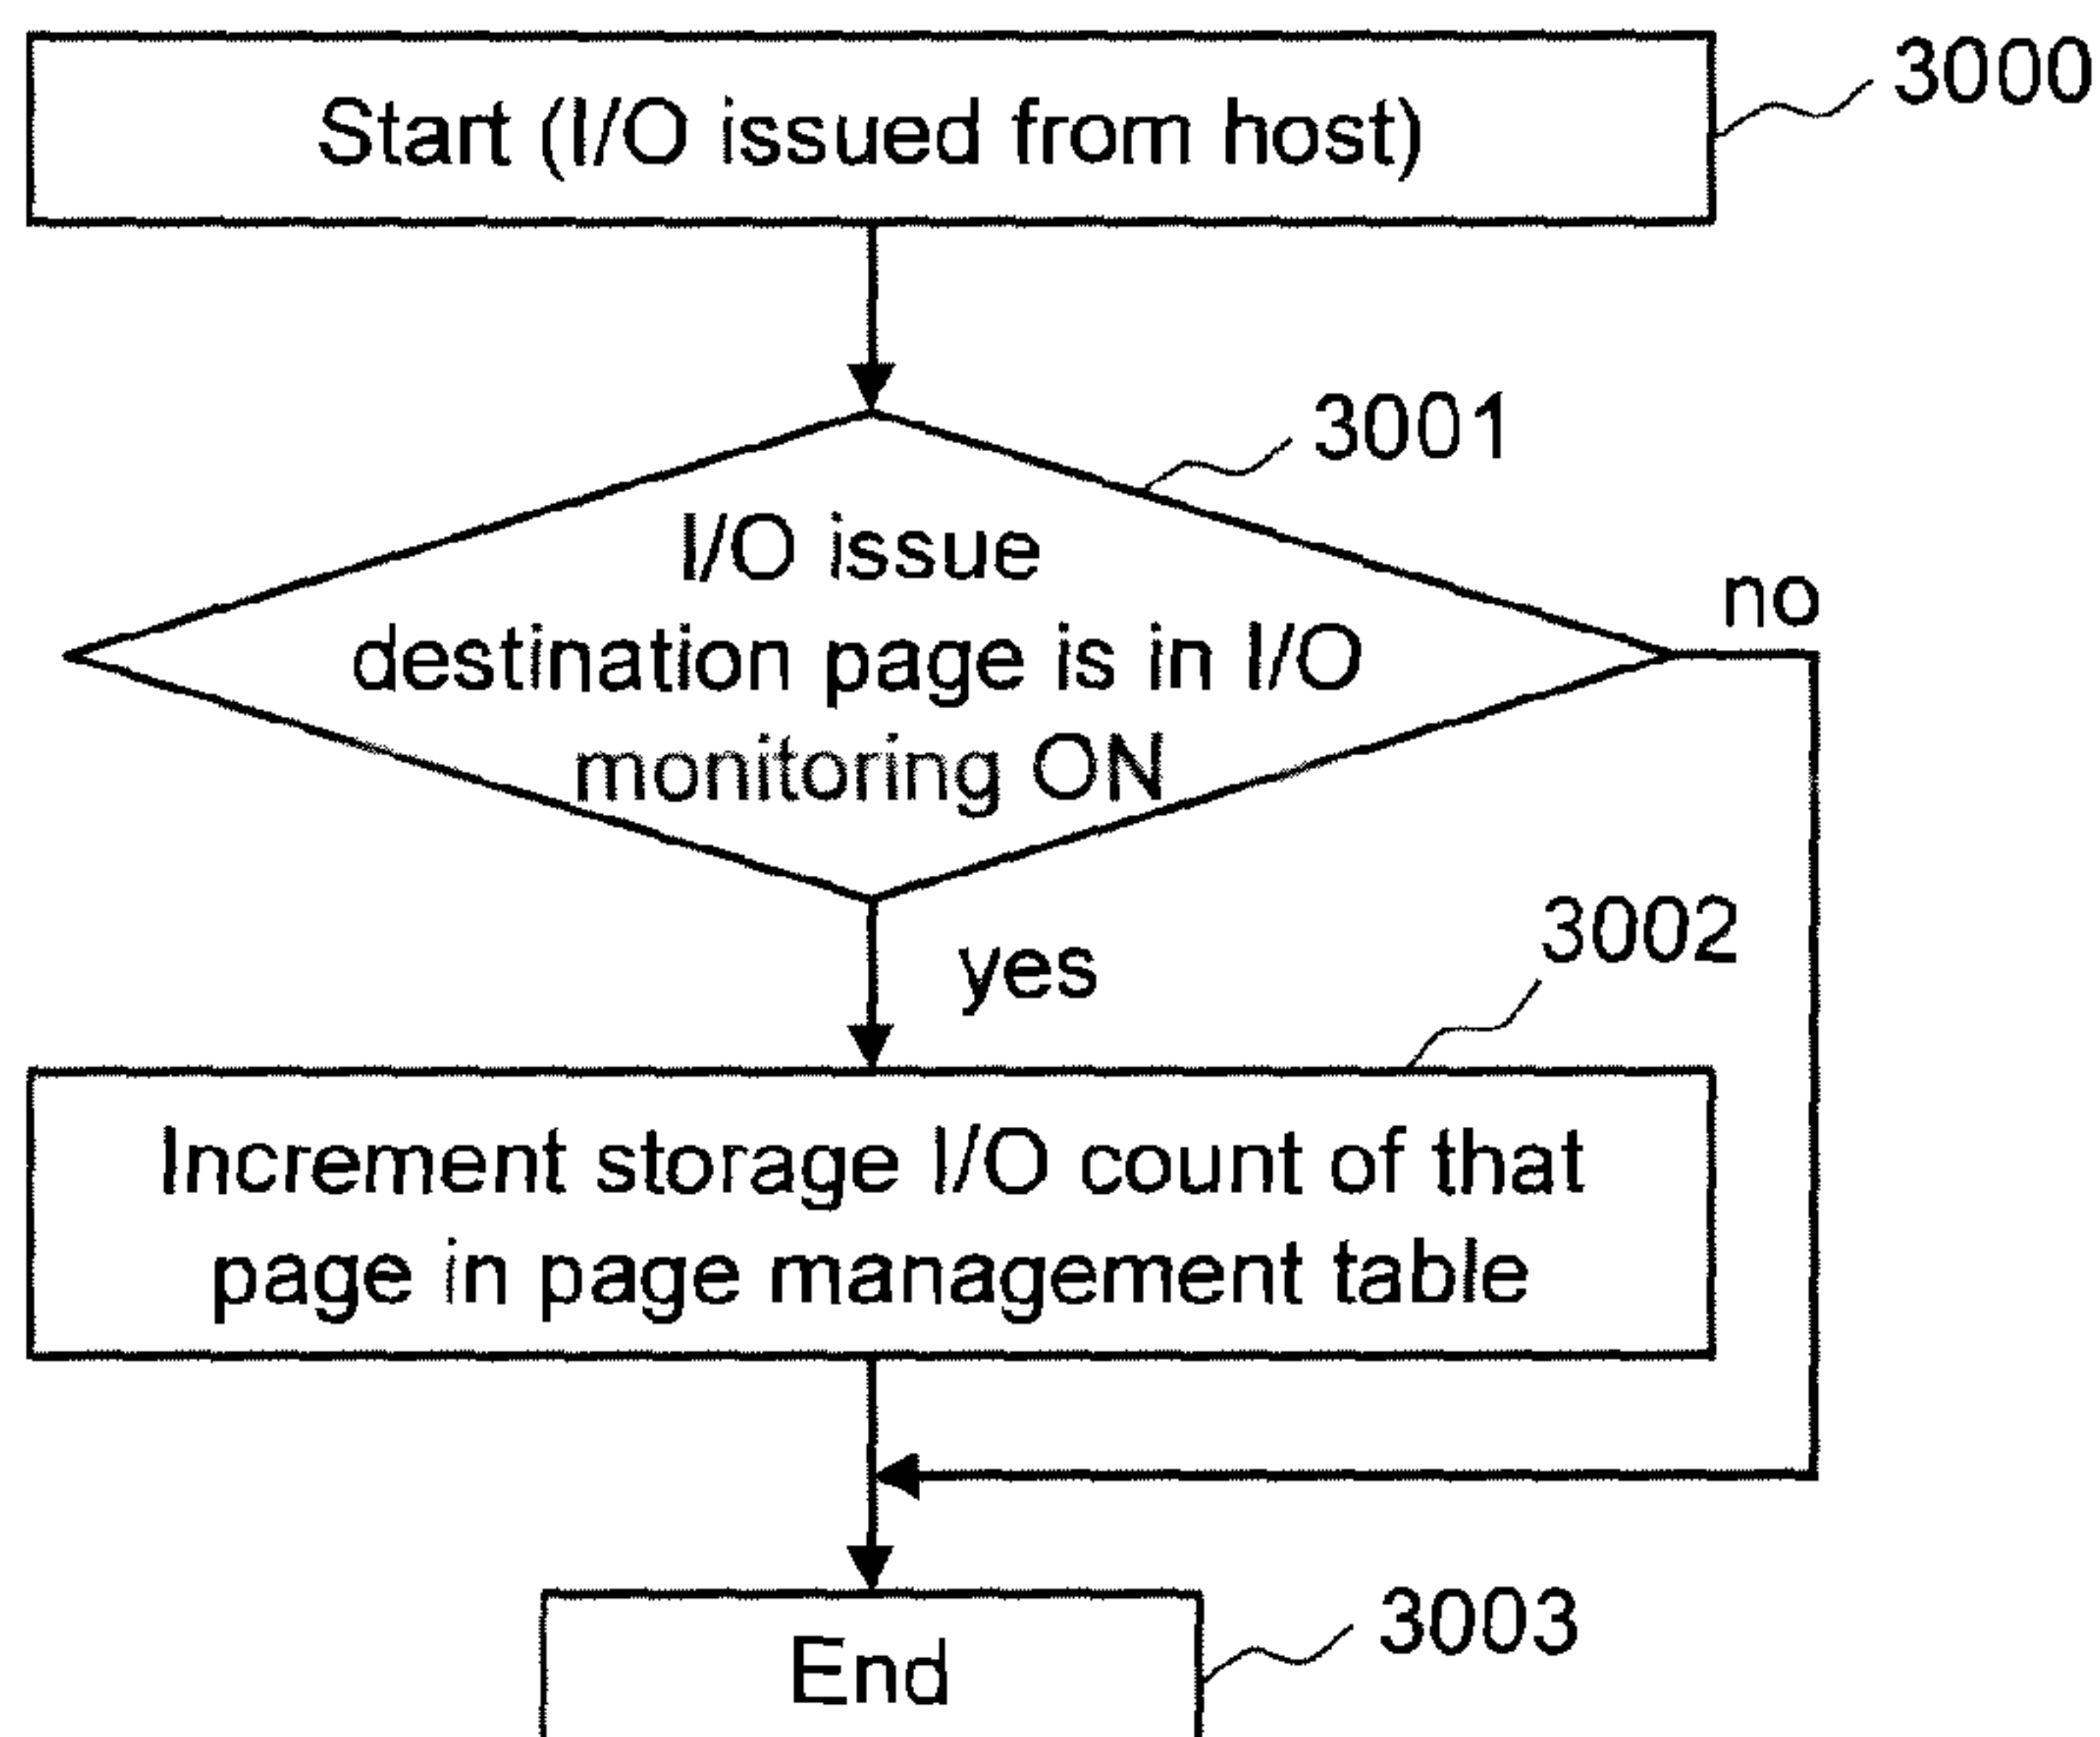 3000
Start (I/O issued from host)
3001
I/O issue
destination page is in I/O
monitoring ON
no
yes
3002
Increment storage I/O count of that
page in page management table
3003
End